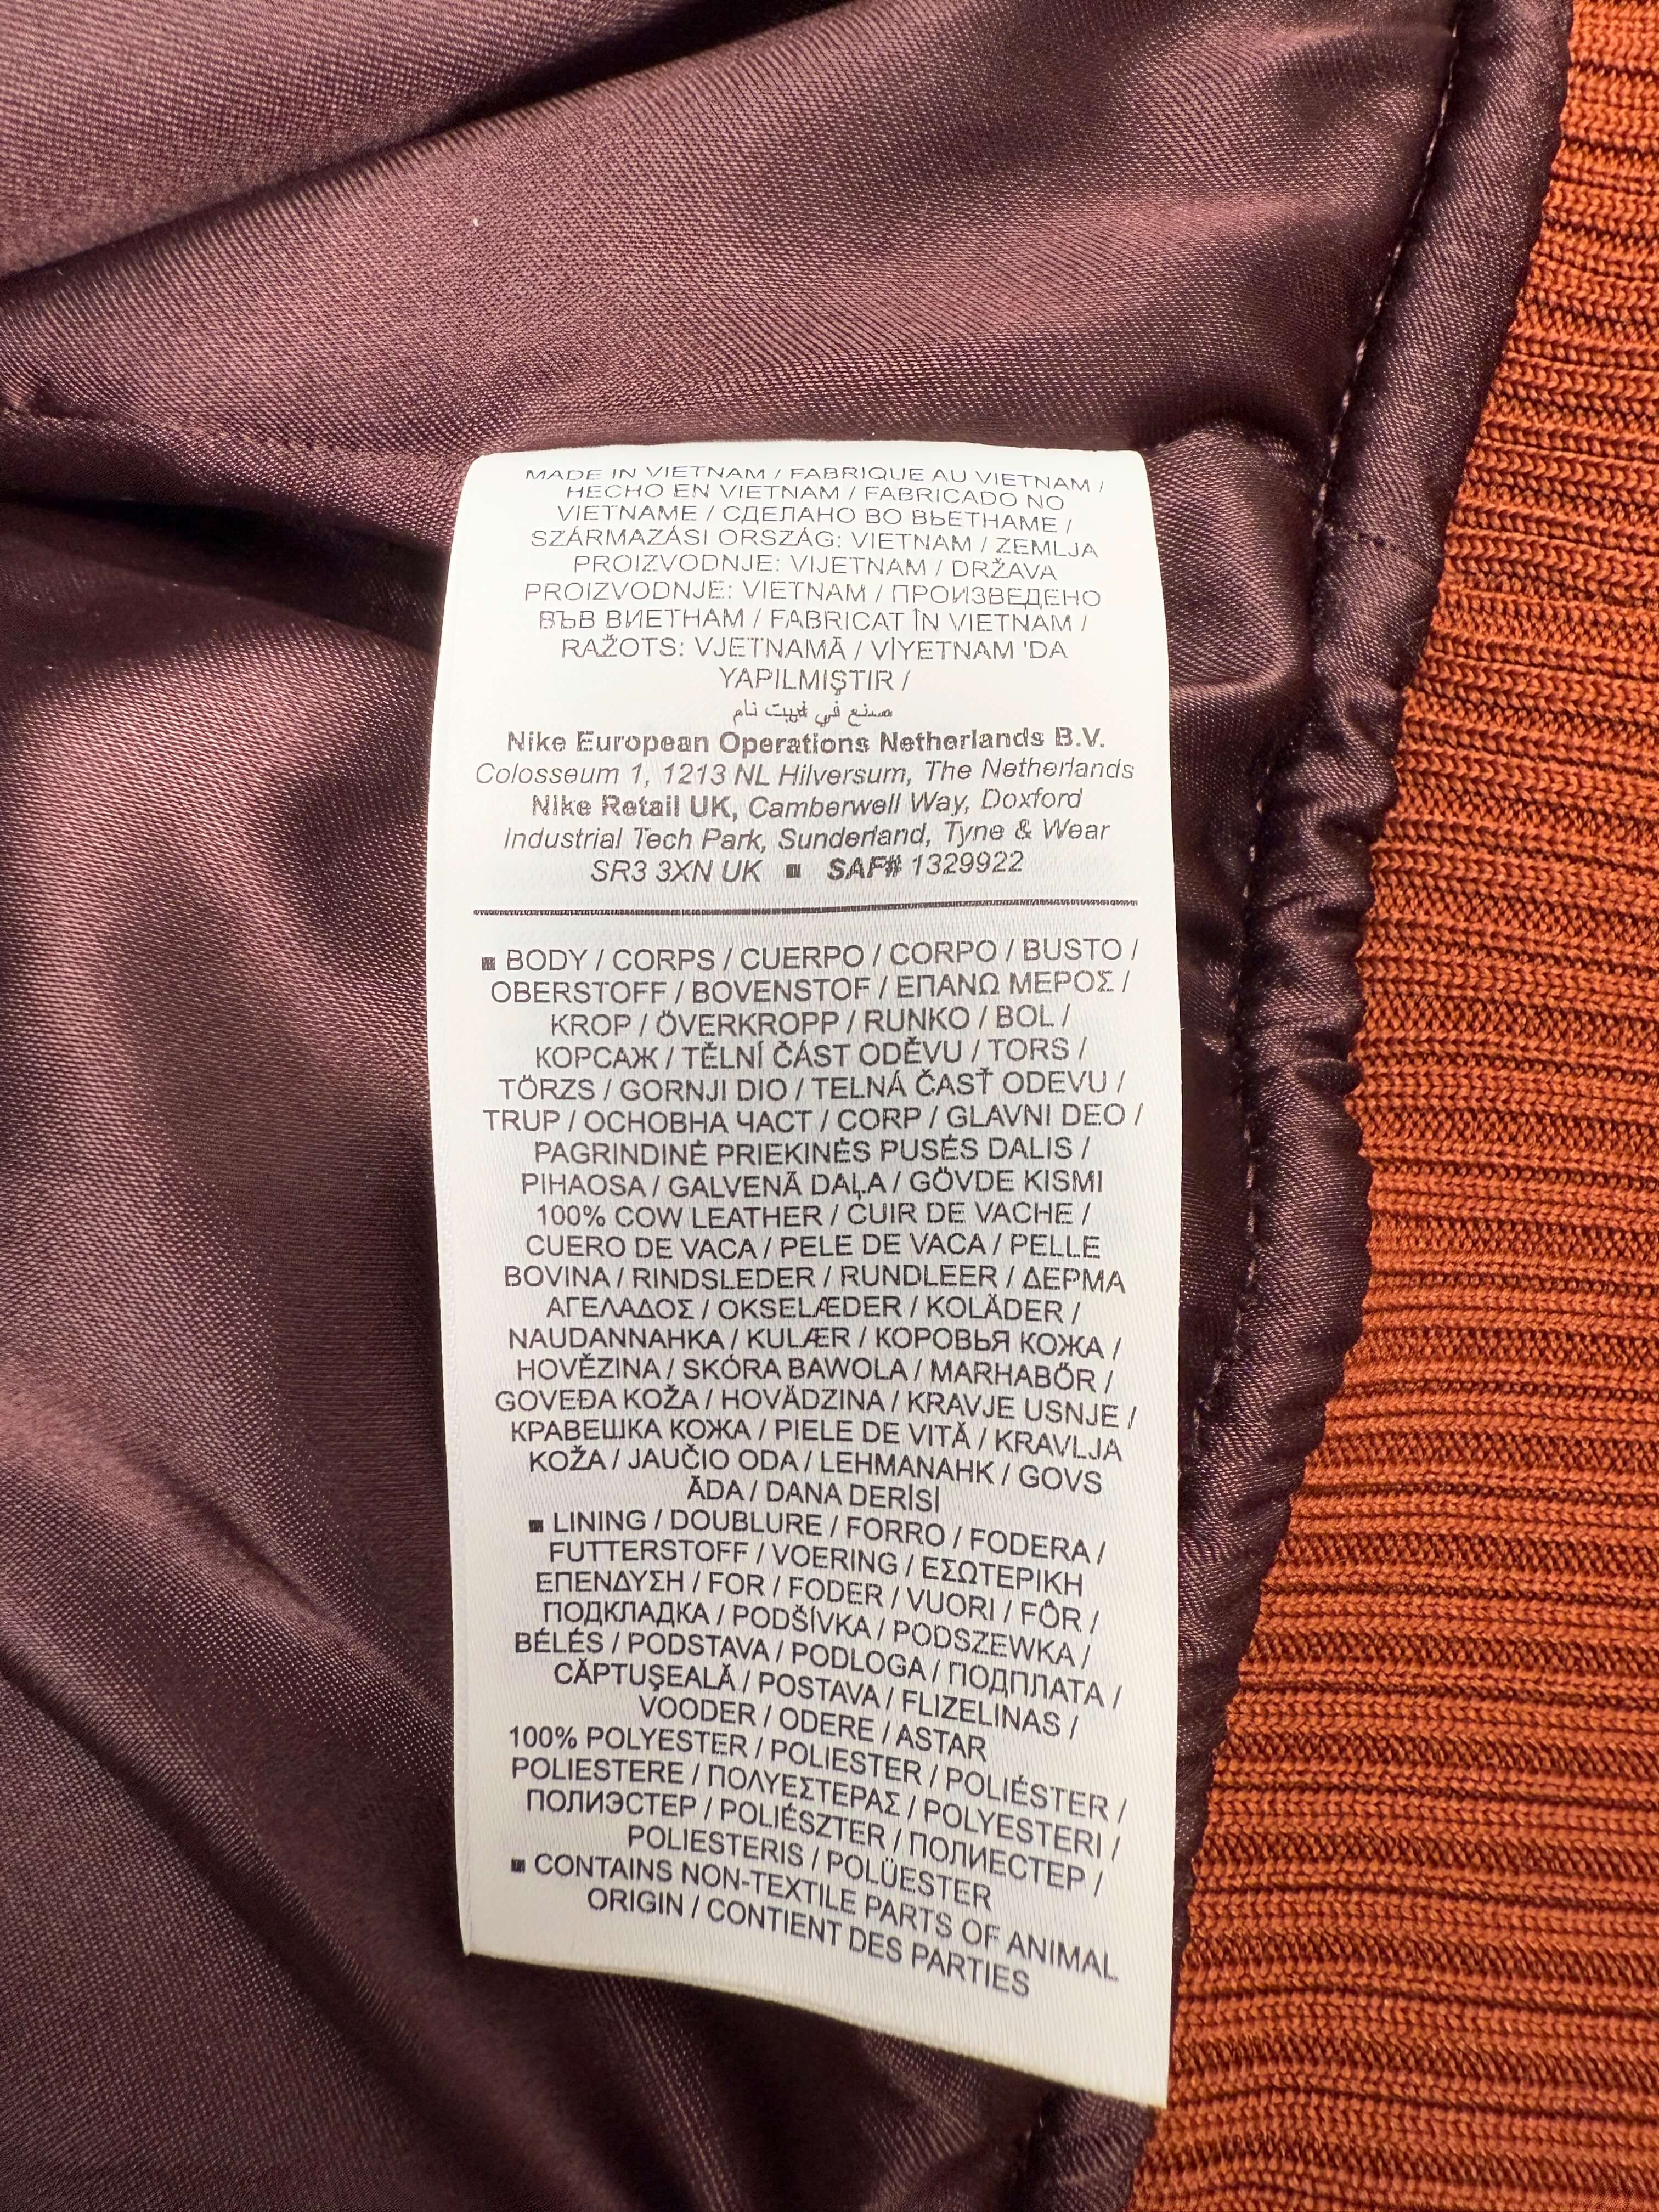 MADE IN VIETNAM / FABRIQUE AU VIETNAM /
HECHO EN VIETNAM / FABRICADO NO
VIETNAME / СДЕЛАНО ВО ВЬЕТНАМЕ /
SZÁRMAZÁSI ORSZÁG: VIETNAM / ZEMLJA
PROIZVODNJE: VIJETNAM / DRŽAVA
PROIZVODNJE: VIETNAM / ПРОИЗВЕДЕНО
ВЪВ ВИЕТНАМ / FABRICAT ÎN VIETNAM /
RAŽOTS: VJETNAMĀ / VİYETNAM 'DA
YAPILMIŞTIR /
صنع في فييت نام
Nike European Operations Netherlands B.V.
Colosseum 1, 1213 NL Hilversum, The Netherlands
Nike Retail UK, Camberwell Way, Doxford
Industrial Tech Park, Sunderland, Tyne & Wear
SR3 3XN UK ■ SAF# 1329922
■ BODY / CORPS / CUERPO / CORPO / BUSTO /
OBERSTOFF / BOVENSTOF / ΕΠΑΝΩ ΜΕΡΟΣ /
KROP / ÖVERKROPP / RUNKO / BOL /
КОРСАЖ / TĚLNÍ ČÁST ODĚVU / TORS /
TÖRZS / GORNJI DIO / TELNÁ ČASŤ ODEVU /
TRUP / ОСНОВНА ЧАСТ / CORP / GLAVNI DEO /
PAGRINDINĖ PRIEKINĖS PUSĖS DALIS /
PIHAOSA / GALVENĀ DAĻA / GÖVDE KISMI
100% COW LEATHER / CUIR DE VACHE /
CUERO DE VACA / PELE DE VACA / PELLE
BOVINA / RINDSLEDER / RUNDLEER / ΔΕΡΜΑ
ΑΓΕΛΑΔΟΣ / OKSELÆDER / KOLÄDER /
NAUDANNAHKA / KULÆR / КОРОВЬЯ КОЖА /
HOVĚZINA / SKÓRA BAWOLA / MARHABŐR /
GOVEĐA KOŽA / HOVÄDZINA / KRAVJE USNJE /
КРАВЕШКА КОЖА / PIELE DE VITĂ / KRAVLJA
KOŽA / JAUČIO ODA / LEHMANAHK / GOVS
ĀDA / DANA DERİSİ
■ LINING / DOUBLURE / FORRO / FODERA /
FUTTERSTOFF / VOERING / ΕΣΩΤΕΡΙΚΗ
ΕΠΕΝΔΥΣΗ / FOR / FODER / VUORI / FÔR /
ПОДКЛАДКА / PODŠÍVKA / PODSZEWKA /
BÉLÉS / PODSTAVA / PODLOGA / ПОДПЛАТА /
CĂPTUŞEALĂ / POSTAVA / FLIZELINAS /
VOODER / ODERE / ASTAR
100% POLYESTER / POLIESTER / POLIÉSTER /
POLIESTERE / ΠΟΛΥΕΣΤΕΡΑΣ / POLYESTERI /
ПОЛИЭСТЕР / POLIÉSZTER / ПОЛИЕСТЕР /
POLIESTERIS / POLÜESTER
■ CONTAINS NON-TEXTILE PARTS OF ANIMAL
ORIGIN / CONTIENT DES PARTIES